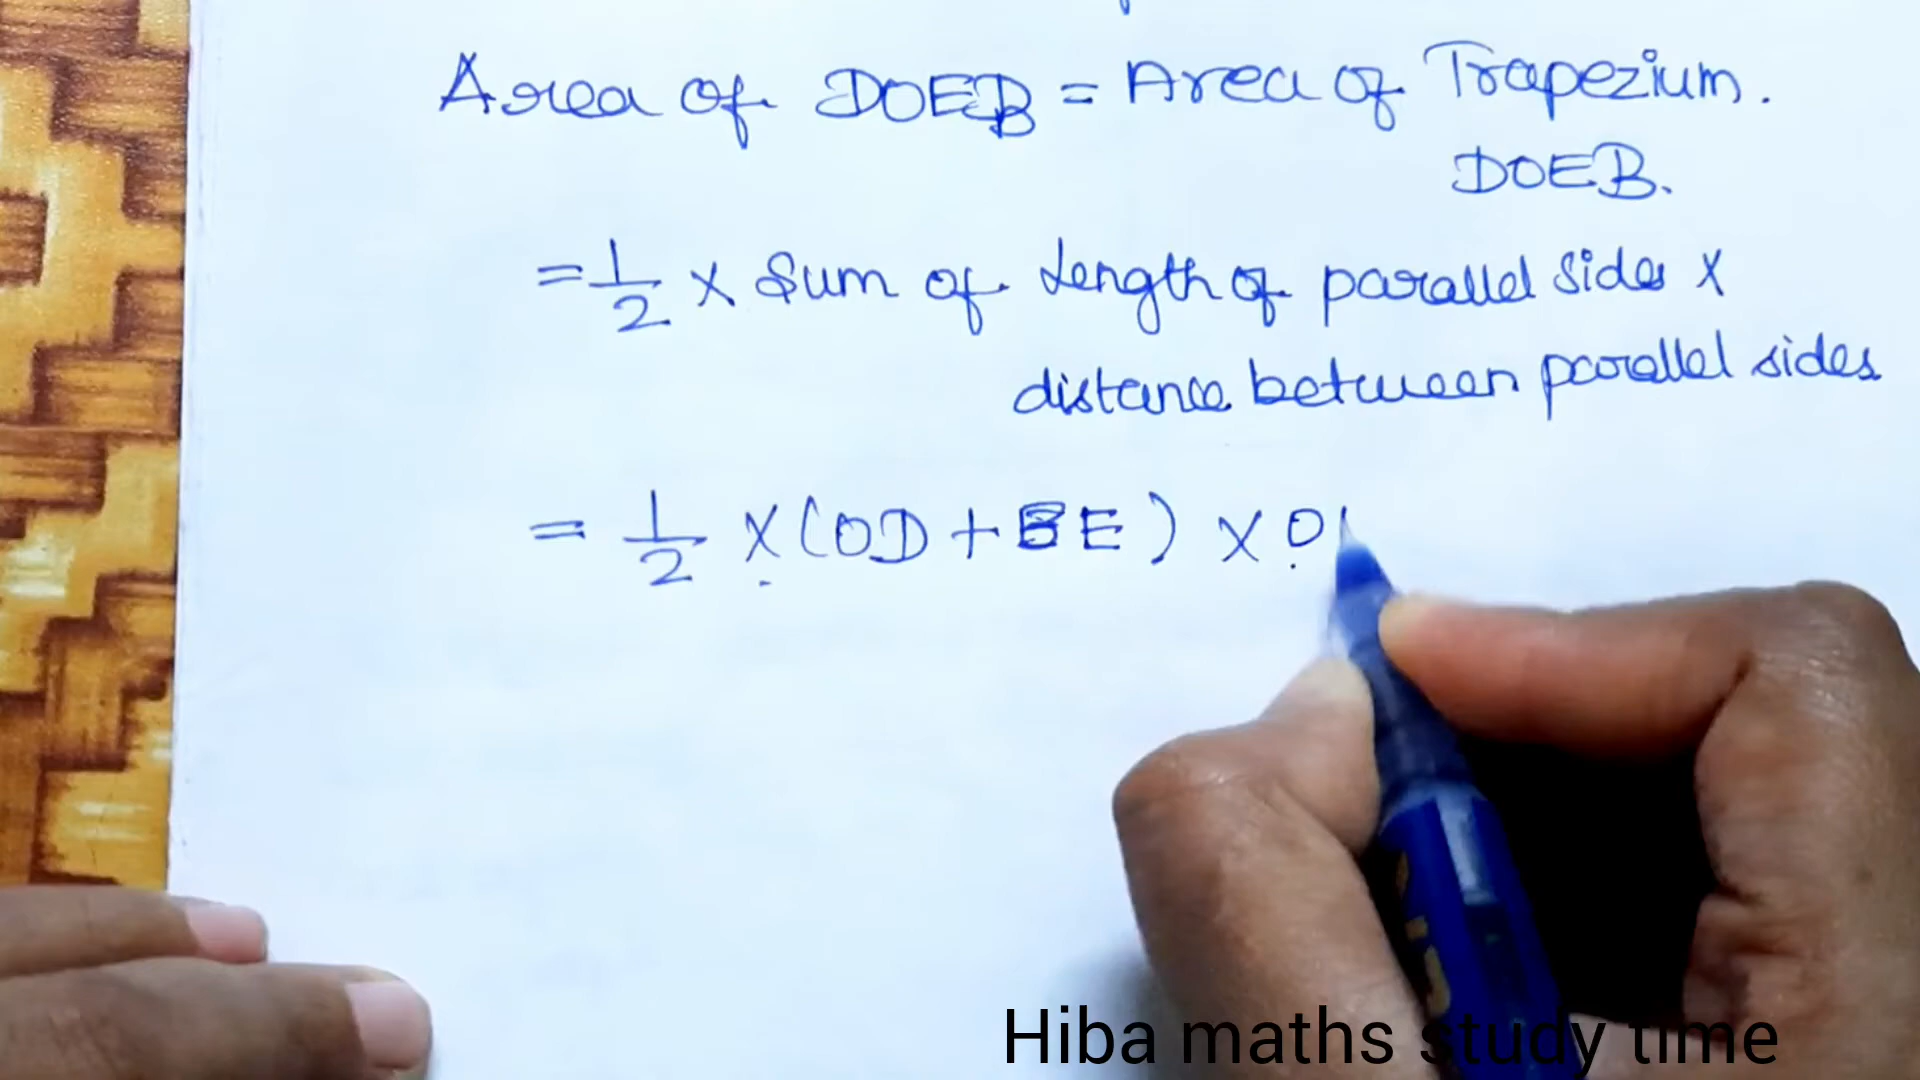 Area of DOEB = Area of Trapezium.
DOEB.
= 1/2 × Sum of Length of parallel sides ×
distance between parallel sides
= 1/2 × (OD + BE) × O
Hiba maths study time